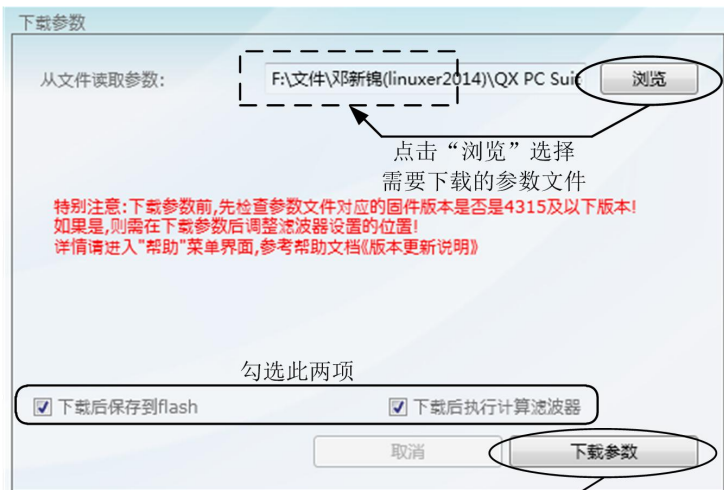 下载参数
从文件读取参数:
F:\文件\邓新锦(linuxer2014)\QX PC Suit
浏览
点击“浏览”选择
需要下载的参数文件
特别注意:下载参数前,先检查参数文件对应的固件版本是否是4315及以下版本!
如果是,则需在下载参数后调整滤波器设置的位置!
详情请进入"帮助"菜单界面,参考帮助文档《版本更新说明》
勾选此两项
下载后保存到flash
下载后执行计算滤波器
取消
下载参数